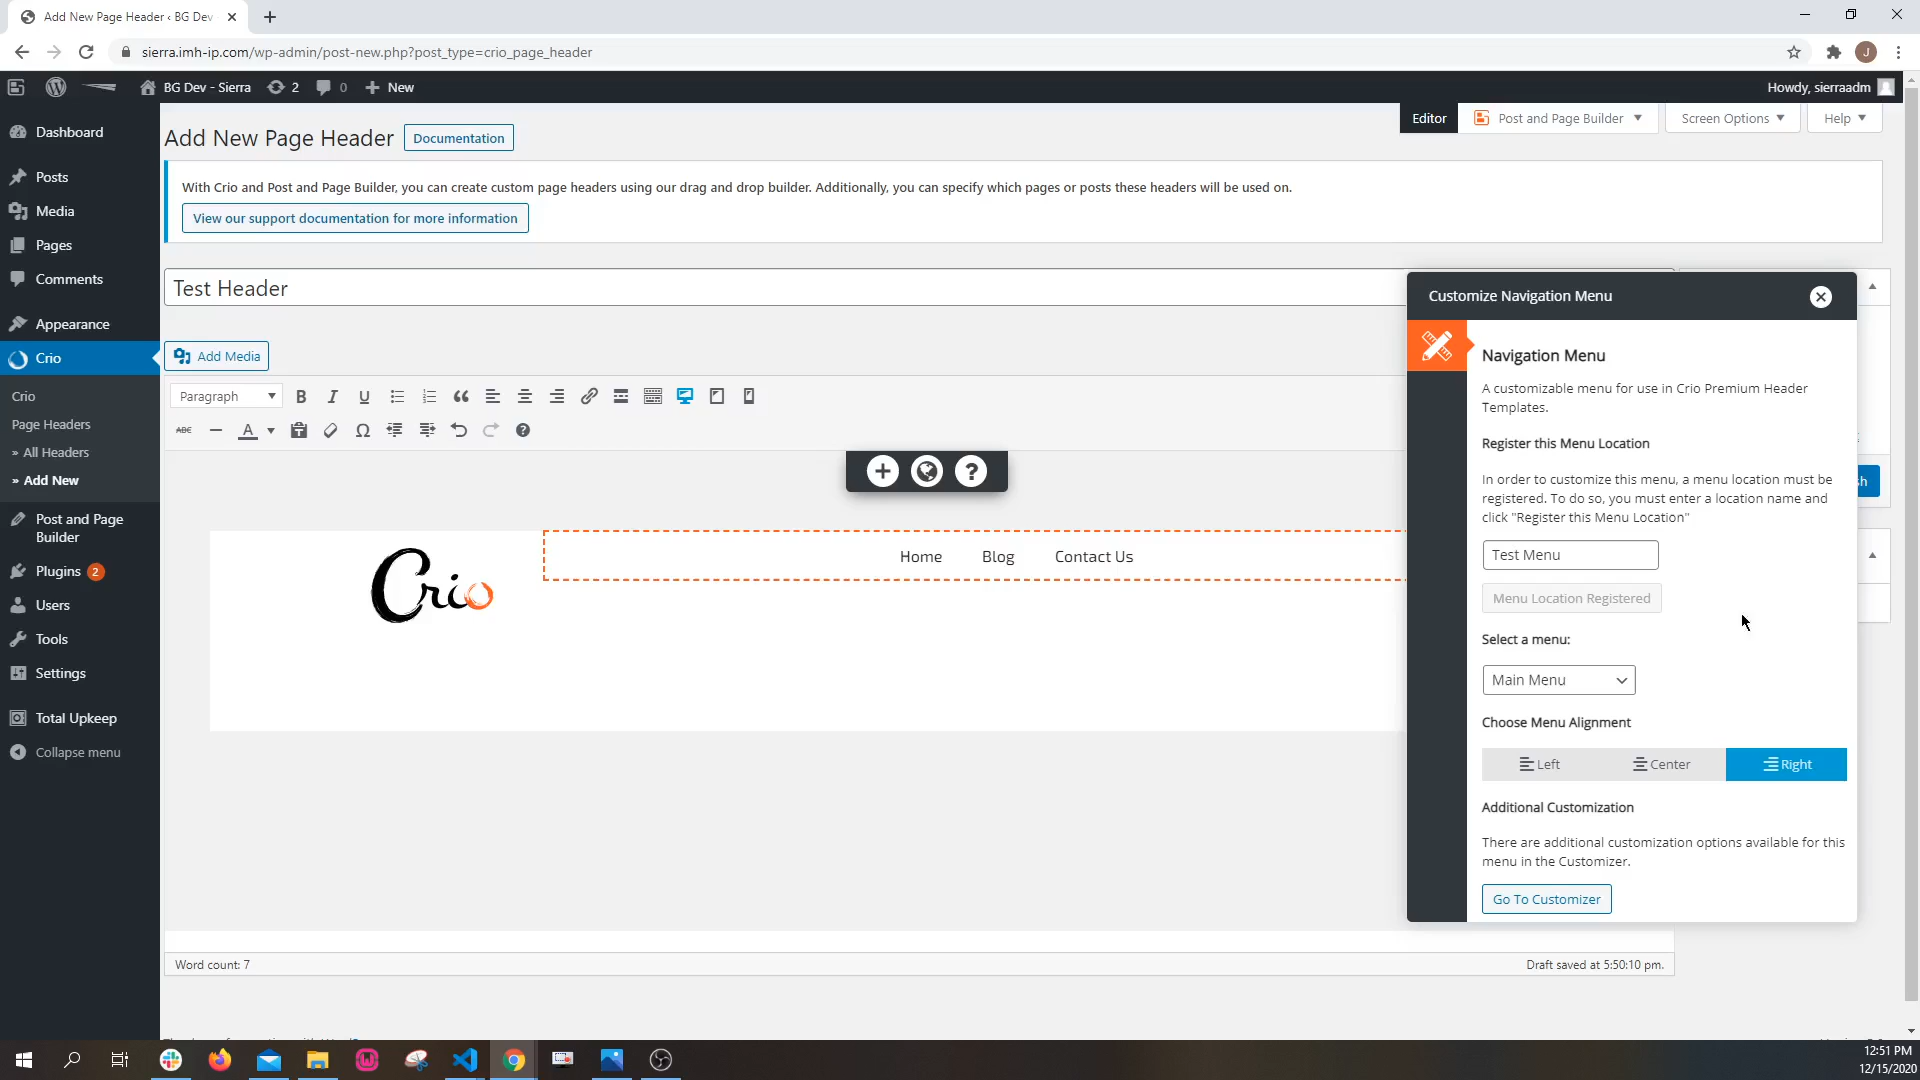 Add New Page Header ‹ BG Dev
sierra.imh-ip.com/wp-admin/post-new.php?post_type=crio_page_header
J
BG Dev - Sierra
2
0
New
Howdy, sierraadm
Dashboard
Posts
Media
Pages
Comments
Appearance
Crio
Crio
Page Headers
» All Headers
» Add New
Post and Page
Builder
Plugins 2
Users
Tools
Settings
Total Upkeep
Collapse menu
Add New Page Header
Documentation
Editor
Post and Page Builder
Screen Options
Help
With Crio and Post and Page Builder, you can create custom page headers using our drag and drop builder. Additionally, you can specify which pages or posts these headers will be used on.
View our support documentation for more information
Test Header
Add Media
Paragraph
B I U
ABC
A
Ω
Crio
Home
Blog
Contact Us
Word count: 7
Draft saved at 5:50:10 pm.
Customize Navigation Menu
Navigation Menu
A customizable menu for use in Crio Premium Header
Templates.
Register this Menu Location
In order to customize this menu, a menu location must be
registered. To do so, you must enter a location name and
click "Register this Menu Location"
Test Menu
Menu Location Registered
Select a menu:
Main Menu
Choose Menu Alignment
Left
Center
Right
Additional Customization
There are additional customization options available for this
menu in the Customizer.
Go To Customizer
12:51 PM
12/15/2020